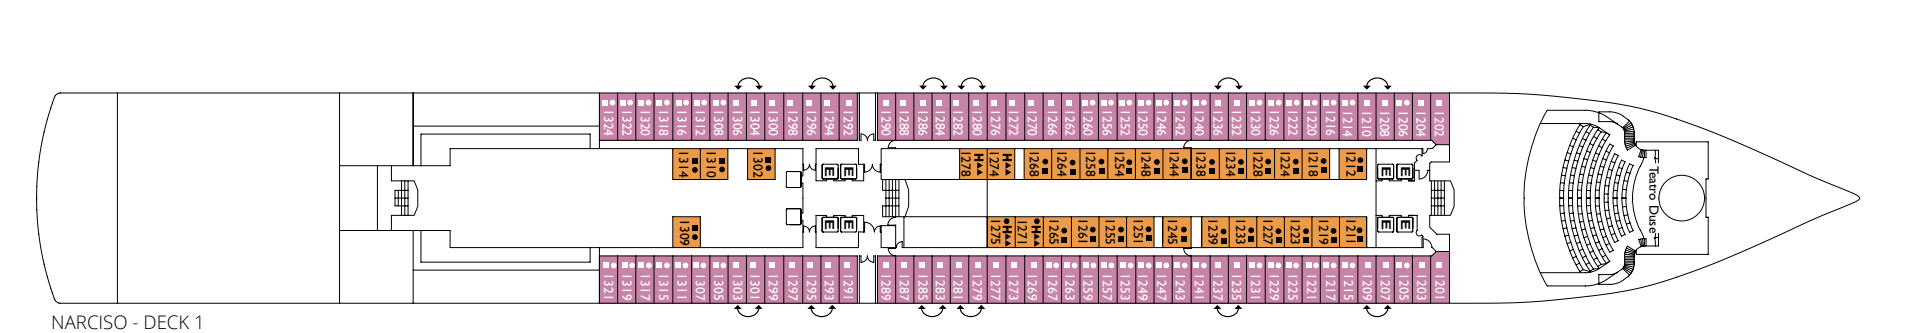 1324 1322 1320 1318 1316 1312 1308 1306 1304 1300 1298 1296 1294 1292 1290 1288 1286 1284 1282 1280 1276 1272 1270 1266 1262 1260 1256 1252 1250 1246 1242 1240 1236 1232 1230 1226 1222 1220 1216 1214 1210 1208 1206 1204 1202
1314 1310 1302 1278 1274 1268 1264 1258 1254 1248 1244 1238 1234 1228 1224 1218 1212
H H
E E E E
Teatro Duse
E E E E
H H
1309 1275 1271 1265 1261 1255 1251 1245 1239 1233 1227 1223 1219 1211
1321 1319 1317 1315 1311 1307 1305 1303 1301 1299 1297 1295 1293 1291 1289 1287 1285 1283 1281 1279 1277 1273 1269 1267 1263 1259 1257 1253 1249 1247 1243 1241 1237 1235 1231 1229 1225 1221 1217 1215 1209 1207 1205 1203 1201
NARCISO - DECK 1